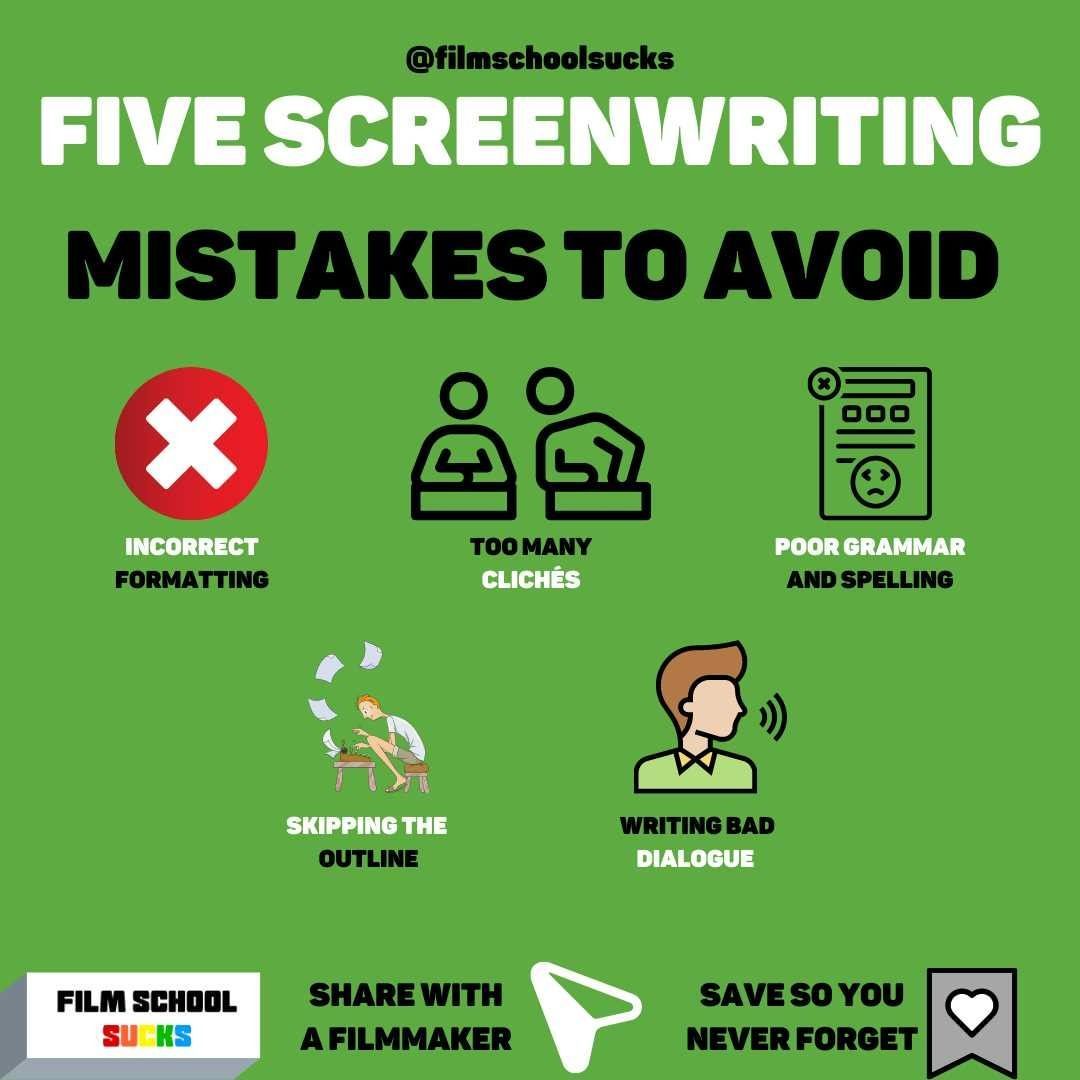 @filmschoolsucks
FIVE SCREENWRITING
MISTAKES TO AVOID
INCORRECT
FORMATTING
TOO MANY
CLICHÉS
POOR GRAMMAR
AND SPELLING
SKIPPING THE
OUTLINE
WRITING BAD
DIALOGUE
FILM SCHOOL
SUCKS
SHARE WITH
A FILMMAKER
SAVE SO YOU
NEVER FORGET